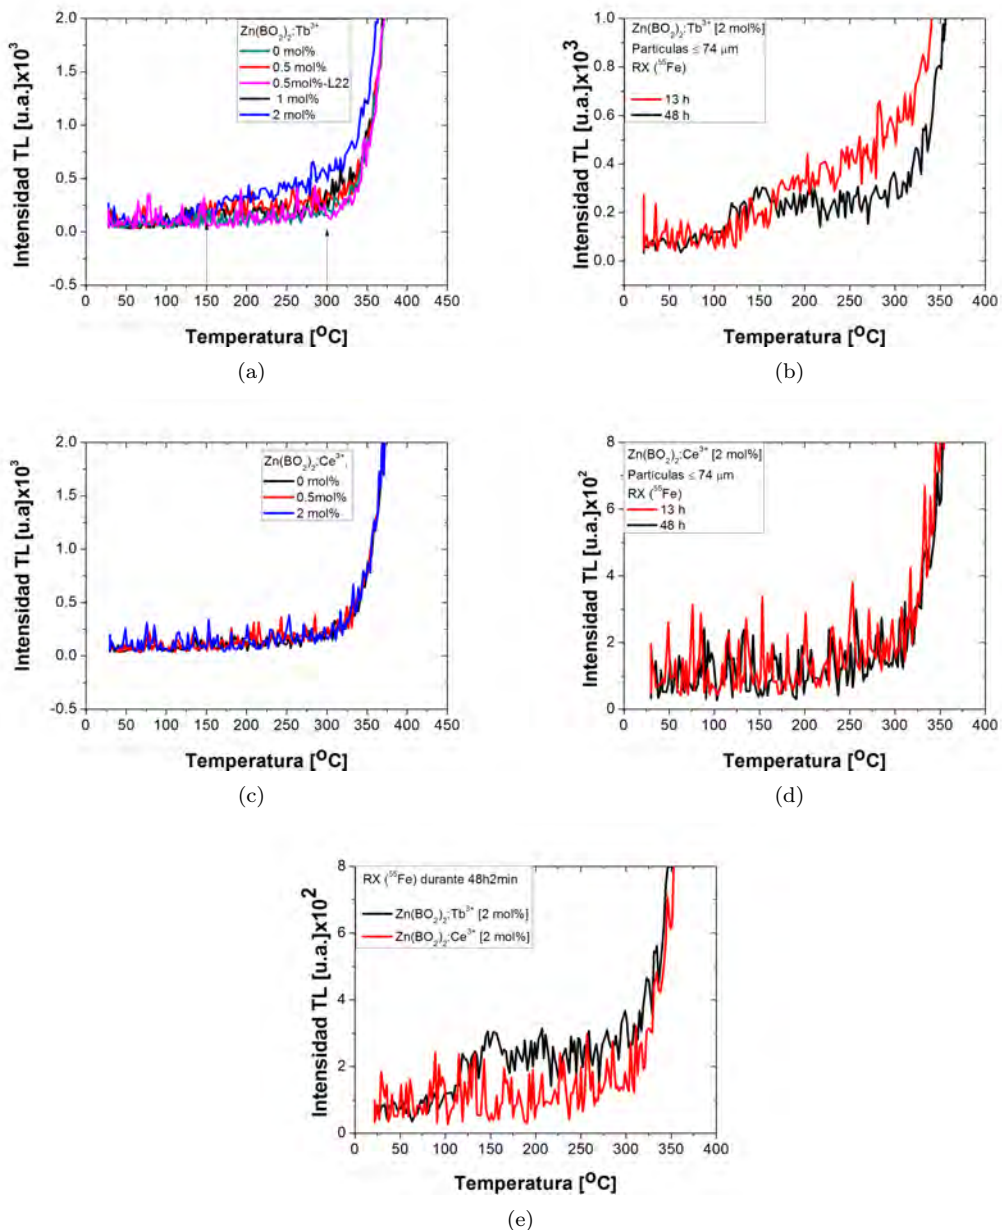 Zn(BO₂)₂:Tb³⁺
0 mol%
0.5 mol%
0.5mol%-L22
1 mol%
2 mol%
2.0
1.5
1.0
0.5
0.0
-0.5
Intensidad TL [u.a.]x10³
0 50 100 150 200 250 300 350 400 450
Temperatura [ºC]
(a)
Zn(BO₂)₂:Tb³⁺ [2 mol%]
Partículas ≤ 74 µm
RX (⁵⁵Fe)
13 h
48 h
1.0
0.8
0.6
0.4
0.2
0.0
Intensidad TL [u.a.]x10³
0 50 100 150 200 250 300 350 400
Temperatura [ºC]
(b)
Zn(BO₂)₂:Ce³⁺
0 mol%
0.5mol%
2 mol%
2.0
1.5
1.0
0.5
0.0
-0.5
Intensidad TL [u.a]x10³
0 50 100 150 200 250 300 350 400 450
Temperatura [ºC]
(c)
Zn(BO₂)₂:Ce³⁺ [2 mol%]
Partículas ≤ 74 µm
RX (⁵⁵Fe)
13 h
48 h
8
6
4
2
0
Intensidad TL [u.a.]x10²
0 50 100 150 200 250 300 350 400
Temperatura [ºC]
(d)
RX (⁵⁵Fe) durante 48h2min
Zn(BO₂)₂:Tb³⁺ [2 mol%]
Zn(BO₂)₂:Ce³⁺ [2 mol%]
8
6
4
2
0
Intensidad TL [u.a.]x10²
0 50 100 150 200 250 300 350 400
Temperatura [ºC]
(e)